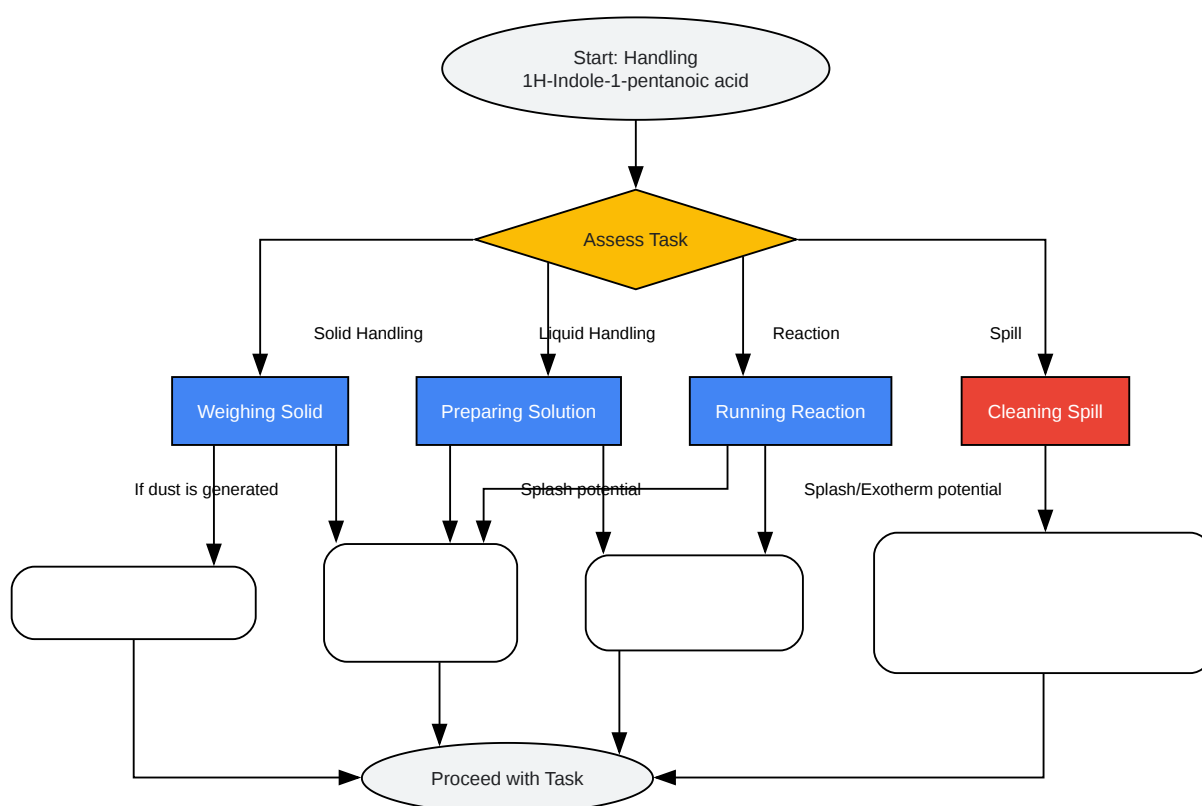 Start: Handling
1H-Indole-1-pentanoic acid
Assess Task
Solid Handling
Liquid Handling
Reaction
Spill
Weighing Solid
Preparing Solution
Running Reaction
Cleaning Spill
If dust is generated
Splash potential
Splash/Exotherm potential
Proceed with Task